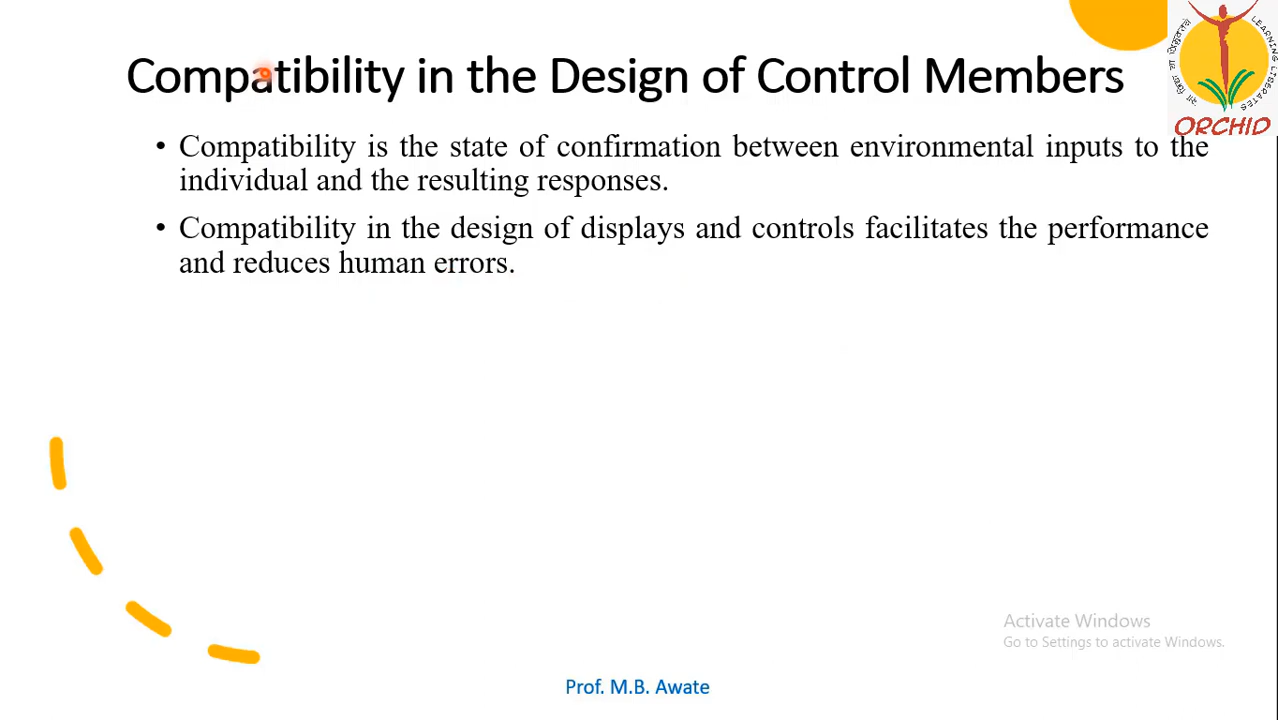 Compatibility in the Design of Control Members
LEARNING LIBERATES
ORCHID
• Compatibility is the state of confirmation between environmental inputs to the
individual and the resulting responses.
• Compatibility in the design of displays and controls facilitates the performance
and reduces human errors.
Activate Windows
Go to Settings to activate Windows.
Prof. M.B. Awate